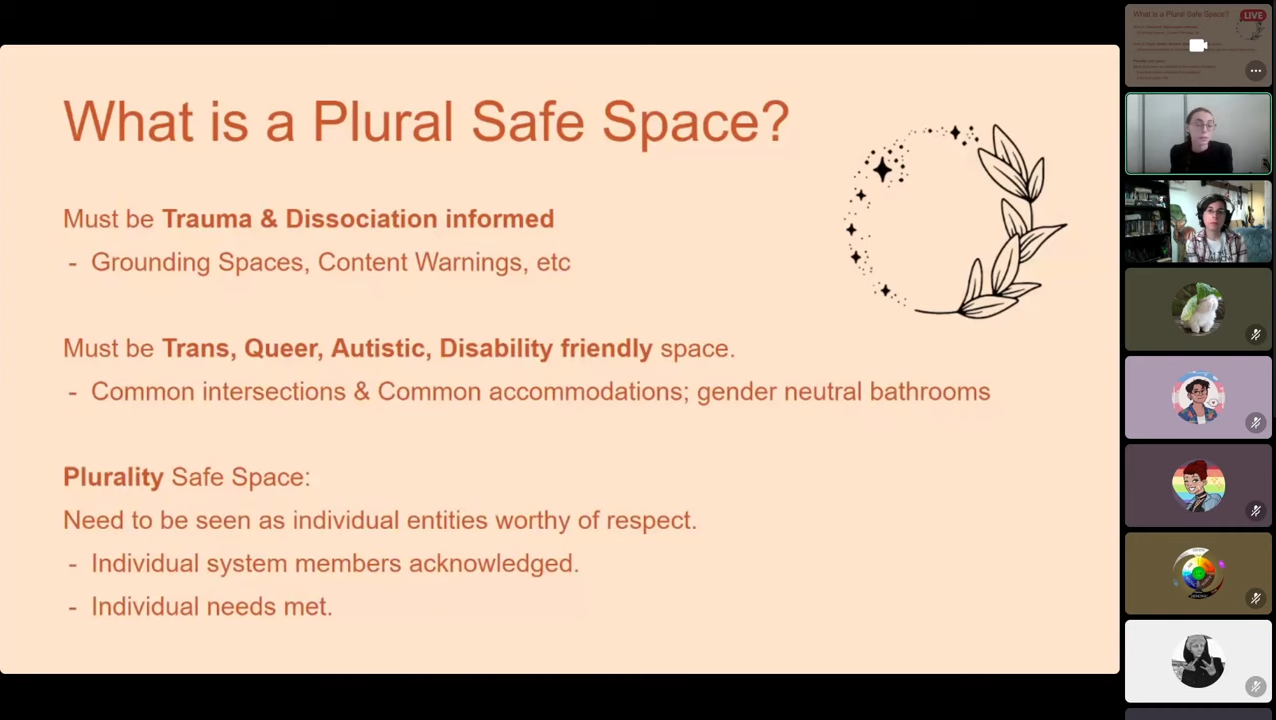 What is a Plural Safe Space?
Must be Trauma & Dissociation informed
- Grounding Spaces, Content Warnings, etc
Must be Trans, Queer, Autistic, Disability friendly space.
- Common intersections & Common accommodations; gender neutral bathrooms
Plurality Safe Space:
Need to be seen as individual entities worthy of respect.
- Individual system members acknowledged.
- Individual needs met.
What is a Plural Safe Space?
LIVE